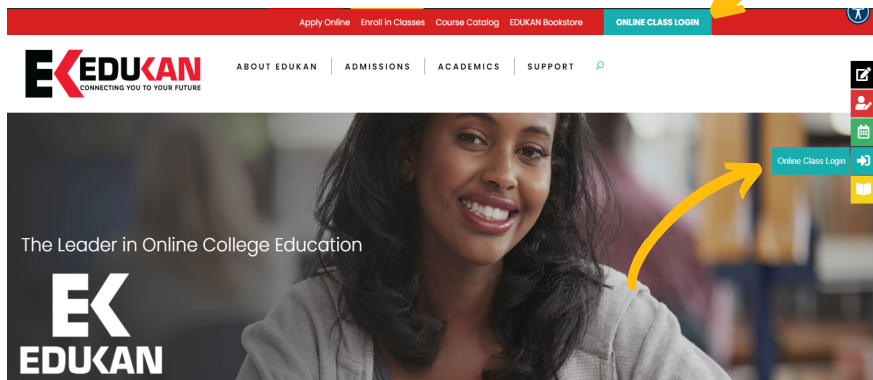 Apply Online Enroll in Classes Course Catalog EDUKAN Bookstore ONLINE CLASS LOGIN
EK EDUKAN
CONNECTING YOU TO YOUR FUTURE
ABOUT EDUKAN ADMISSIONS ACADEMICS SUPPORT
Online Class Login
The Leader in Online College Education
EK
EDUKAN